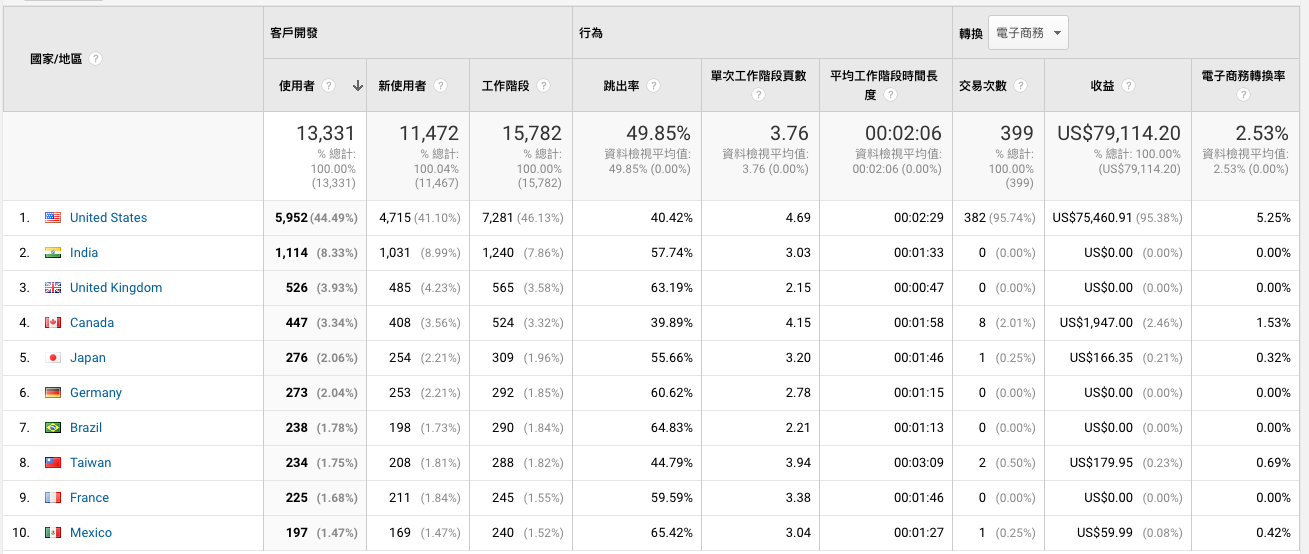 國家/地區 ?
客戶開發 行為 轉換 電子商務
使用者 ? 新使用者 ? 工作階段 ? 跳出率 ? 單次工作階段頁數 ? 平均工作階段時間長度 ? 交易次數 ? 收益 ? 電子商務轉換率 ?
13,331 11,472 15,782 49.85% 3.76 00:02:06 399 US$79,114.20 2.53%
% 總計: % 總計: % 總計: 資料檢視平均值: 資料檢視平均值: 資料檢視平均值: % 總計: % 總計: 100.00% 資料檢視平均值:
100.00% 100.04% 100.00% 49.85% (0.00%) 3.76 (0.00%) 00:02:06 (0.00%) 100.00% (US$79,114.20) 2.53% (0.00%)
(13,331) (11,467) (15,782) (399)
1. United States 5,952 (44.49%) 4,715 (41.10%) 7,281 (46.13%) 40.42% 4.69 00:02:29 382 (95.74%) US$75,460.91 (95.38%) 5.25%
2. India 1,114 (8.33%) 1,031 (8.99%) 1,240 (7.86%) 57.74% 3.03 00:01:33 0 (0.00%) US$0.00 (0.00%) 0.00%
3. United Kingdom 526 (3.93%) 485 (4.23%) 565 (3.58%) 63.19% 2.15 00:00:47 0 (0.00%) US$0.00 (0.00%) 0.00%
4. Canada 447 (3.34%) 408 (3.56%) 524 (3.32%) 39.89% 4.15 00:01:58 8 (2.01%) US$1,947.00 (2.46%) 1.53%
5. Japan 276 (2.06%) 254 (2.21%) 309 (1.96%) 55.66% 3.20 00:01:46 1 (0.25%) US$166.35 (0.21%) 0.32%
6. Germany 273 (2.04%) 253 (2.21%) 292 (1.85%) 60.62% 2.78 00:01:15 0 (0.00%) US$0.00 (0.00%) 0.00%
7. Brazil 238 (1.78%) 198 (1.73%) 290 (1.84%) 64.83% 2.21 00:01:13 0 (0.00%) US$0.00 (0.00%) 0.00%
8. Taiwan 234 (1.75%) 208 (1.81%) 288 (1.82%) 44.79% 3.94 00:03:09 2 (0.50%) US$179.95 (0.23%) 0.69%
9. France 225 (1.68%) 211 (1.84%) 245 (1.55%) 59.59% 3.38 00:01:46 0 (0.00%) US$0.00 (0.00%) 0.00%
10. Mexico 197 (1.47%) 169 (1.47%) 240 (1.52%) 65.42% 3.04 00:01:27 1 (0.25%) US$59.99 (0.08%) 0.42%